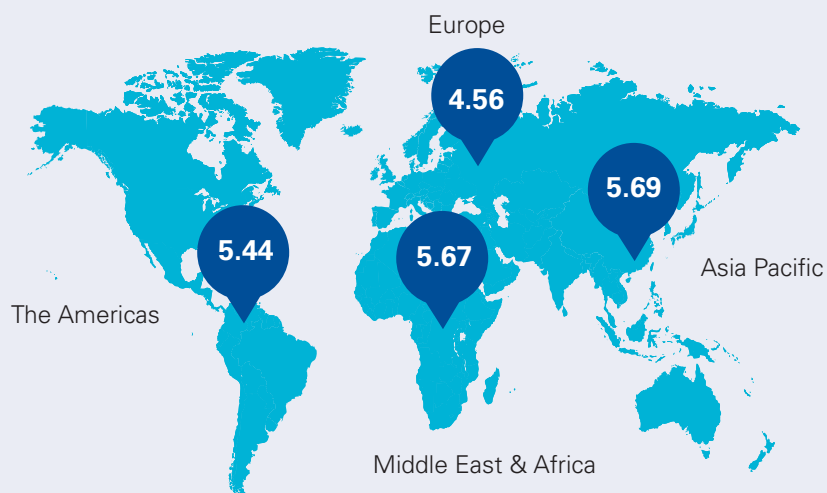 Europe
4.56
5.69
5.44
5.67
Asia Pacific
The Americas
Middle East & Africa